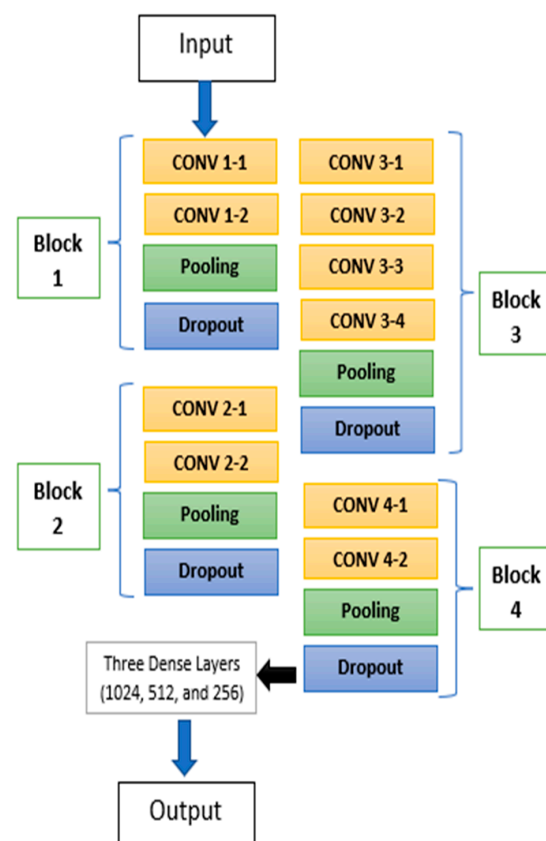 Input
Block
1
CONV 1-1
CONV 1-2
Pooling
Dropout
Block
2
CONV 2-1
CONV 2-2
Pooling
Dropout
CONV 3-1
CONV 3-2
CONV 3-3
CONV 3-4
Pooling
Dropout
Block
3
CONV 4-1
CONV 4-2
Pooling
Dropout
Block
4
Three Dense Layers
(1024, 512, and 256)
Output